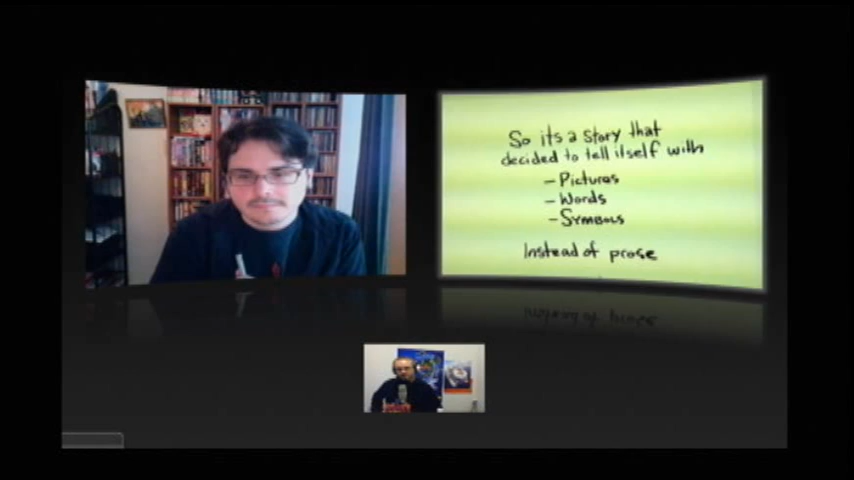 So its a story that
decided to tell itself with
- Pictures
- Words
- Symbols
Instead of prose